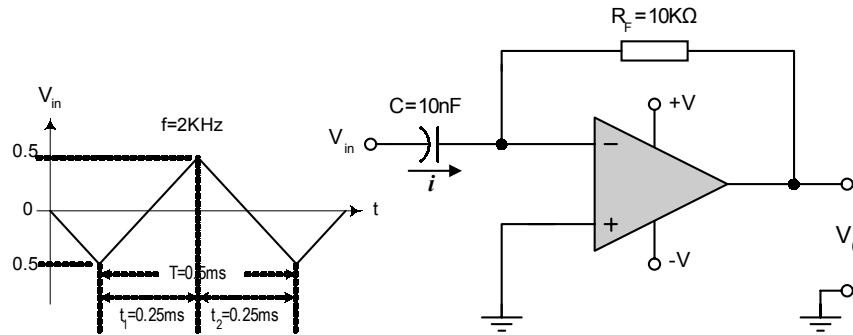 V_in
f=2KHz
0.5
0
t
0.5
T=0.5ms
t_1=0.25ms
t_2=0.25ms
R_F=10KΩ
C=10nF
V_in
i
+V
−
+
-V